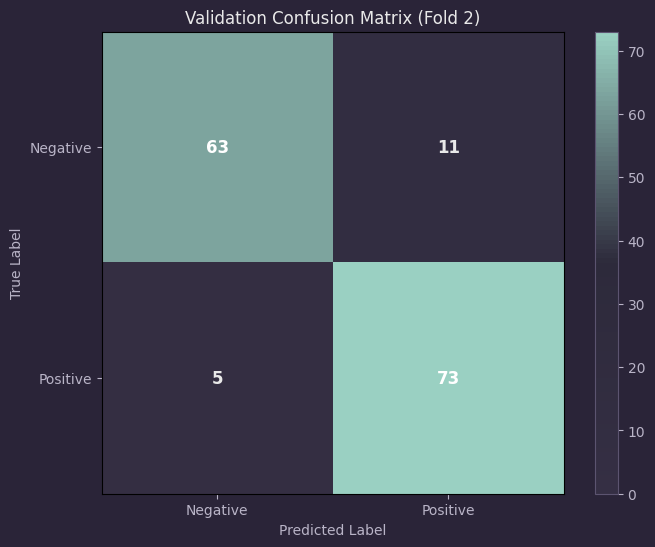 Validation Confusion Matrix (Fold 2)
True Label
Negative
63
11
Positive
5
73
Negative
Positive
Predicted Label
70
60
50
40
30
20
10
0